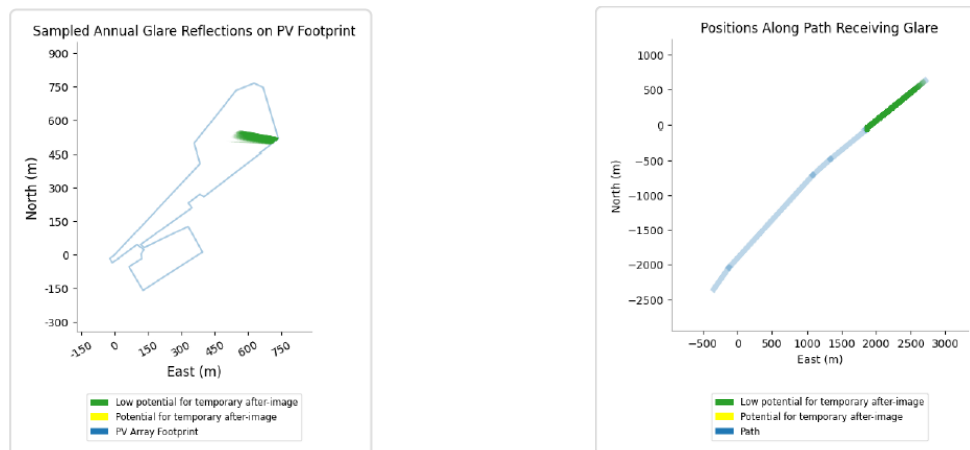 Sampled Annual Glare Reflections on PV Footprint
900
750
600
450
300
150
0
-150
-300
North (m)
-150
0
150
300
450
600
750
East (m)
Low potential for temporary after-image
Potential for temporary after-image
PV Array Footprint
Positions Along Path Receiving Glare
1000
500
0
−500
−1000
−1500
−2000
−2500
North (m)
−500
0
500
1000
1500
2000
2500
3000
East (m)
Low potential for temporary after-image
Potential for temporary after-image
Path